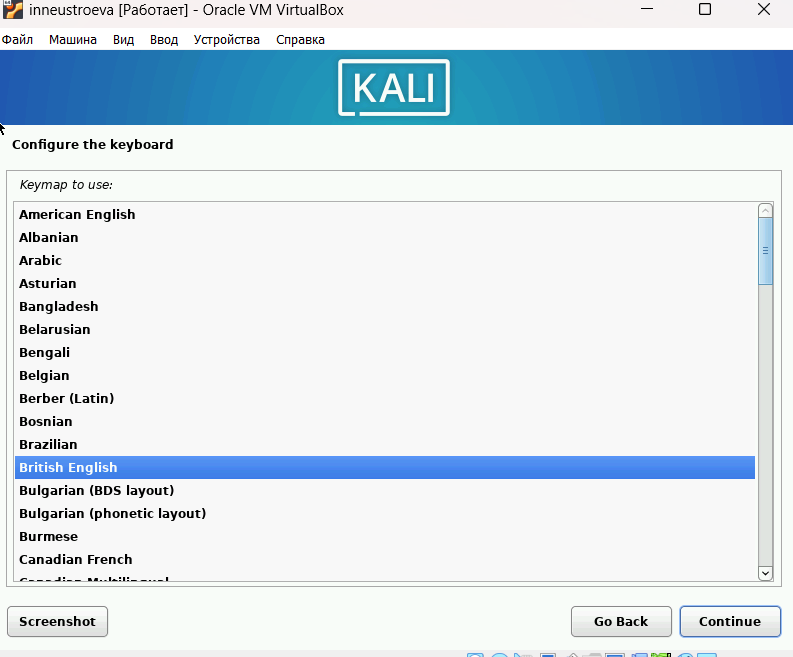 inneustroeva [Работает] - Oracle VM VirtualBox
Файл Машина Вид Ввод Устройства Справка
KALI
Configure the keyboard
Keymap to use:
American English
Albanian
Arabic
Asturian
Bangladesh
Belarusian
Bengali
Belgian
Berber (Latin)
Bosnian
Brazilian
British English
Bulgarian (BDS layout)
Bulgarian (phonetic layout)
Burmese
Canadian French
Canadian Multilingual
Screenshot Go Back Continue